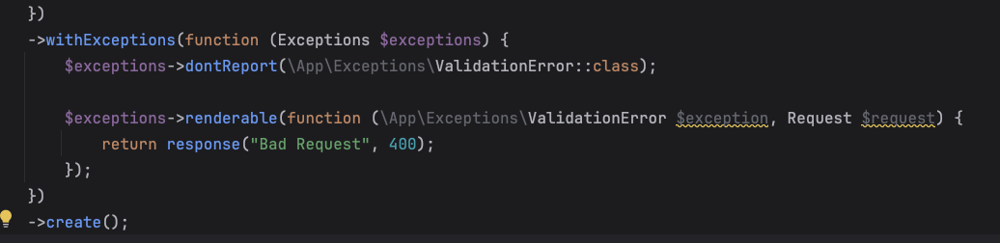 })
->withExceptions(function (Exceptions $exceptions) {
    $exceptions->dontReport(\App\Exceptions\ValidationError::class);

    $exceptions->renderable(function (\App\Exceptions\ValidationError $exception, Request $request) {
        return response("Bad Request", 400);
    });
})
->create();